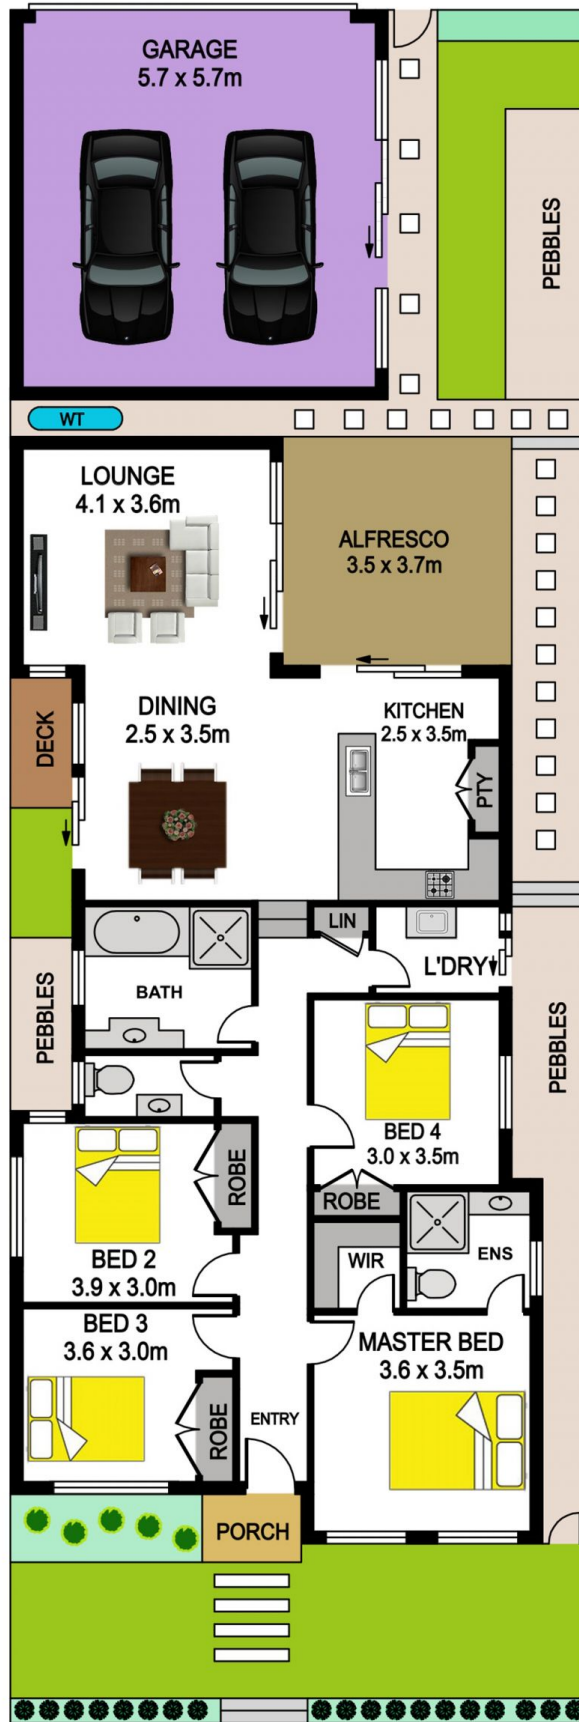 GARAGE
5.7 x 5.7m
PEBBLES
WT
LOUNGE
4.1 x 3.6m
ALFRESCO
3.5 x 3.7m
DECK
DINING
2.5 x 3.5m
KITCHEN
2.5 x 3.5m
PTY
LIN
L'DRY
BATH
PEBBLES
PEBBLES
BED 4
3.0 x 3.5m
ROBE
ROBE
BED 2
3.9 x 3.0m
WIR
ENS
BED 3
3.6 x 3.0m
MASTER BED
3.6 x 3.5m
ROBE
ENTRY
PORCH